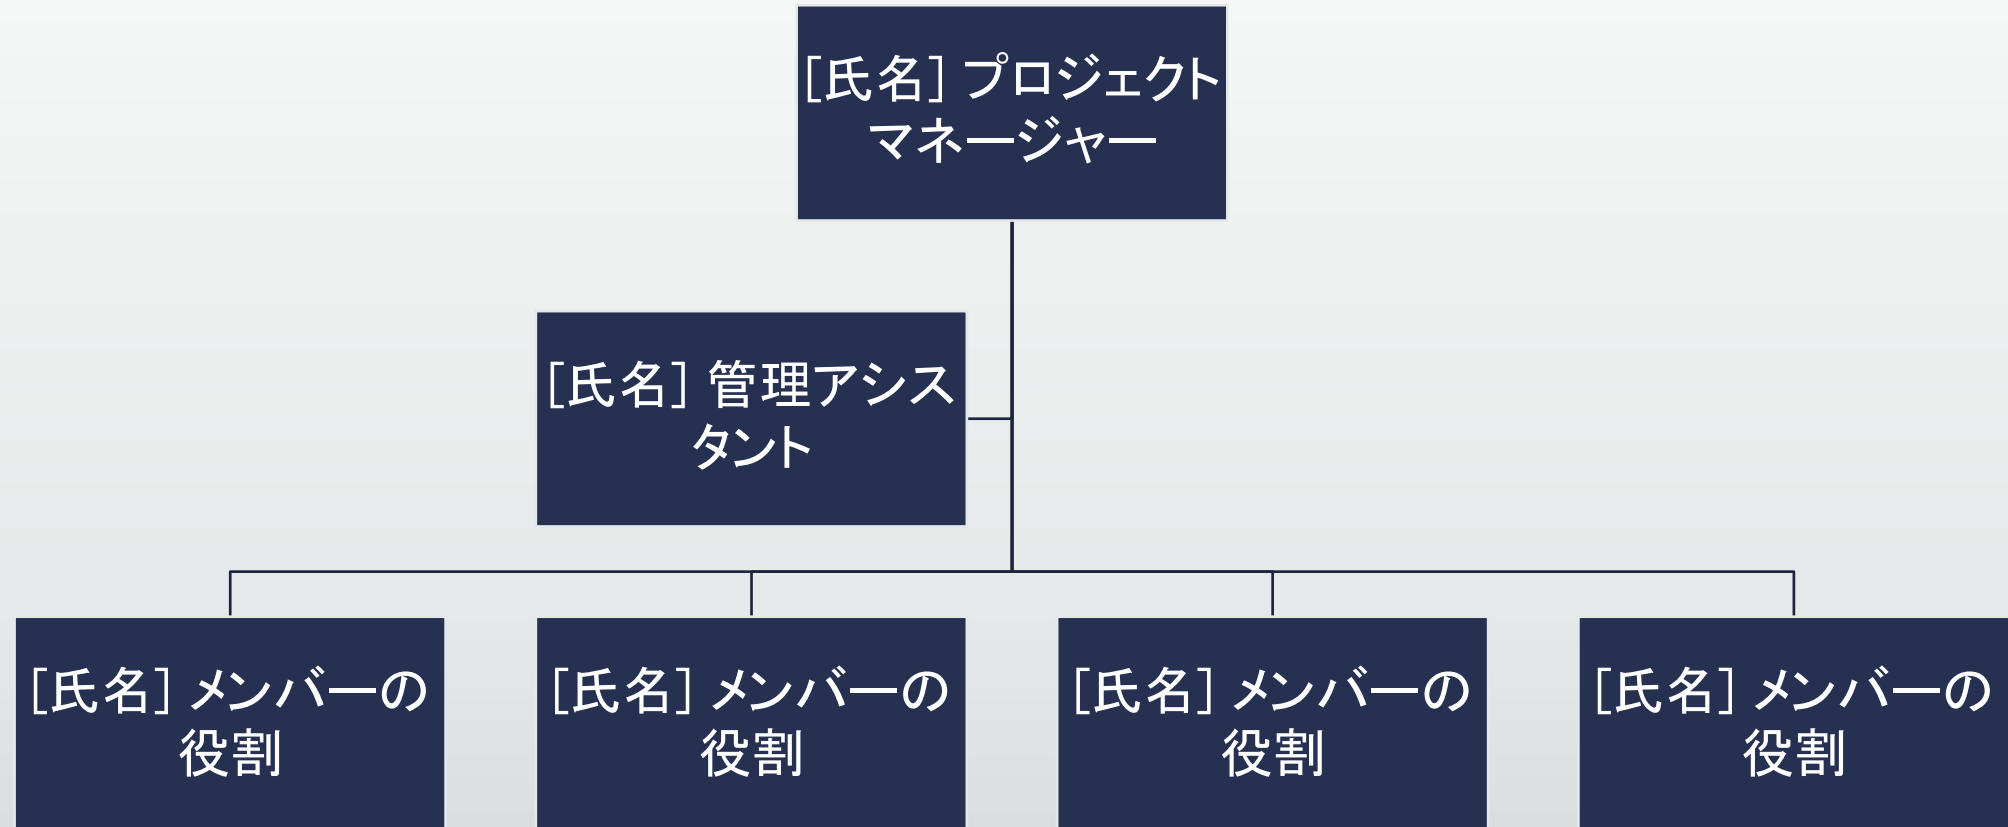 [氏名] プロジェクト
マネージャー
[氏名] 管理アシス
タント
[氏名] メンバーの
役割
[氏名] メンバーの
役割
[氏名] メンバーの
役割
[氏名] メンバーの
役割